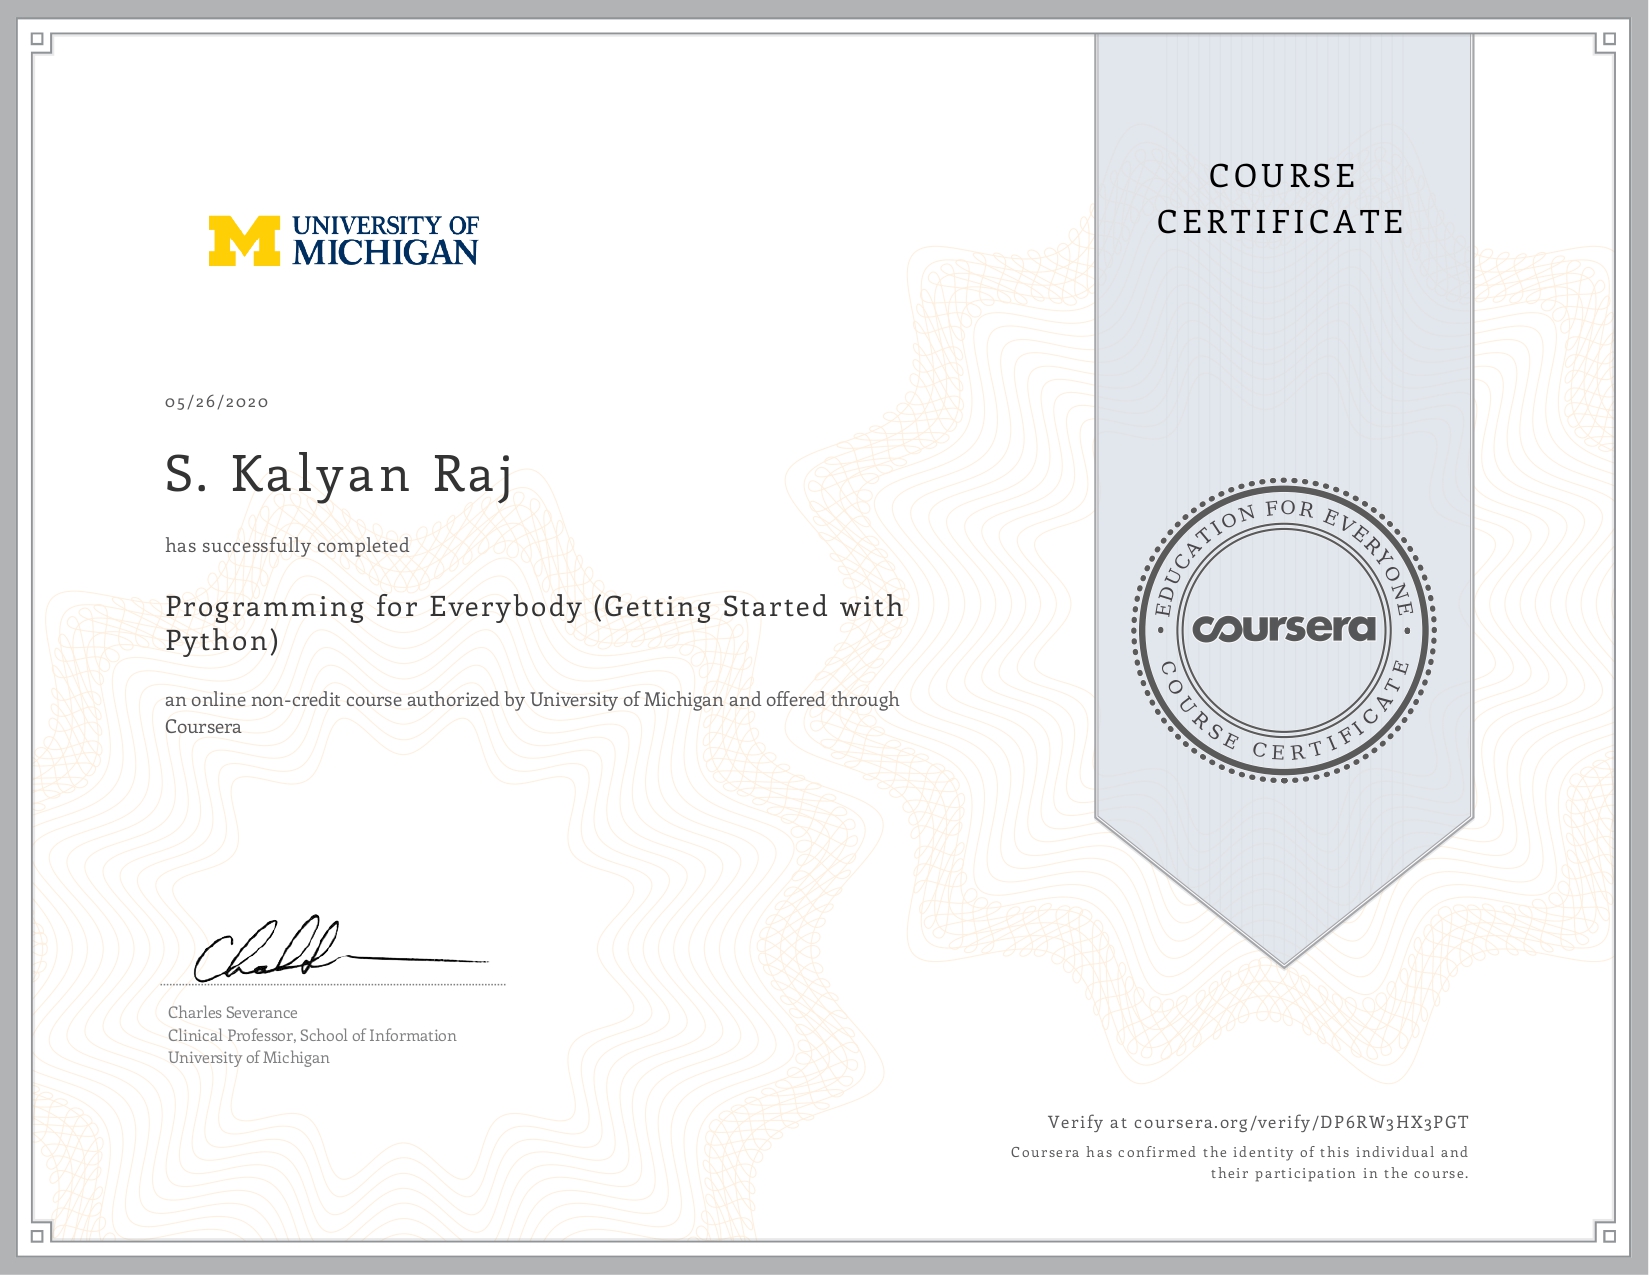 COURSE
CERTIFICATE
UNIVERSITY OF
MICHIGAN
05/26/2020
S. Kalyan Raj
has successfully completed
Programming for Everybody (Getting Started with
Python)
an online non-credit course authorized by University of Michigan and offered through
Coursera
EDUCATION FOR EVERYONE
coursera
COURSE CERTIFICATE
Charles Severance
Clinical Professor, School of Information
University of Michigan
Verify at coursera.org/verify/DP6RW3HX3PGT
Coursera has confirmed the identity of this individual and
their participation in the course.